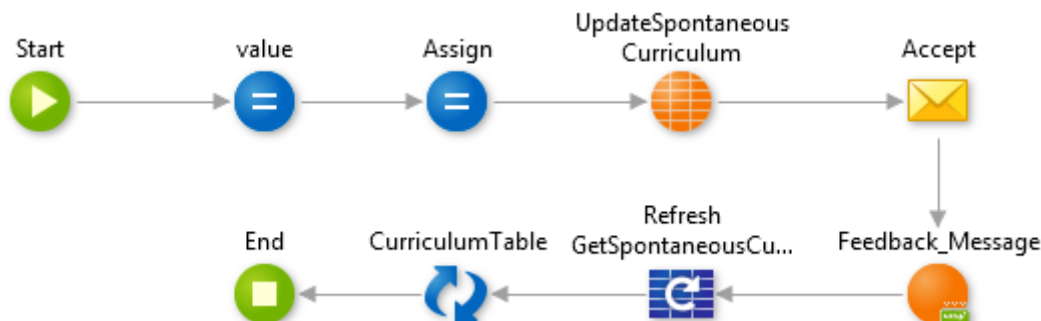 Start
value
Assign
UpdateSpontaneous
Curriculum
Accept
End
CurriculumTable
Refresh
GetSpontaneousCu...
Feedback_Message